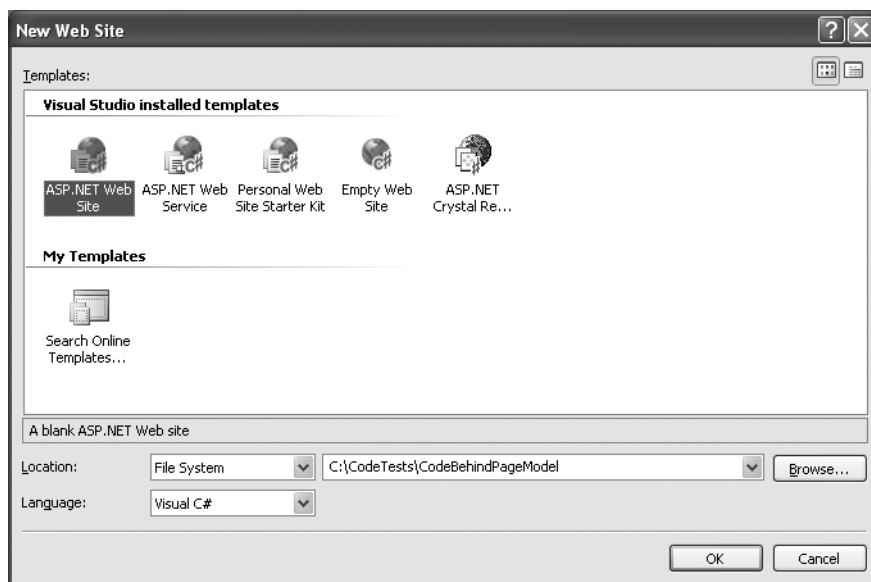 New Web Site
Templates:
Visual Studio installed templates
ASP.NET Web
Site
ASP.NET Web
Service
Personal Web
Site Starter Kit
Empty Web
Site
ASP.NET
Crystal Re...
My Templates
Search Online
Templates...
A blank ASP.NET Web site
Location:
File System
C:\CodeTests\CodeBehindPageModel
Browse...
Language:
Visual C#
OK
Cancel